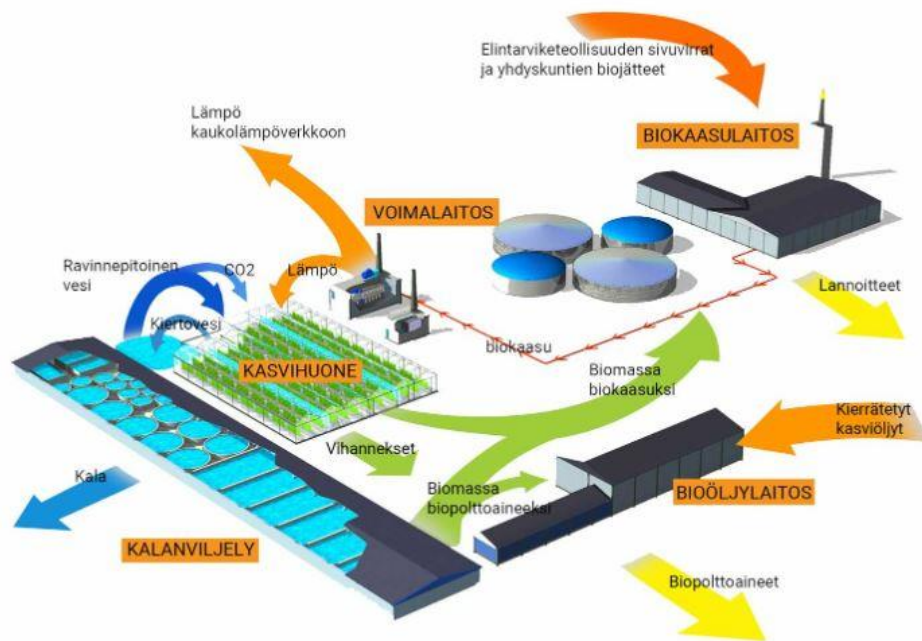 Elintarviketeollisuuden sivuvirrat
ja yhdyskuntien biojätteet
Lämpö
kaukolämpöverkkoon
BIOKAASULAITOS
VOIMALAITOS
Ravinnepitoinen
vesi
CO2
Lämpö
Lannoitteet
Kiertovesi
biokaasu
KASVIHUONE
Biomassa
biokaasuksi
Kierrätetyt
kasviöljyt
Vihannekset
Kala
Biomassa
biopolttoaineeksi
BIOÖLJYLAITOS
KALANVILJELY
Biopolttoaineet